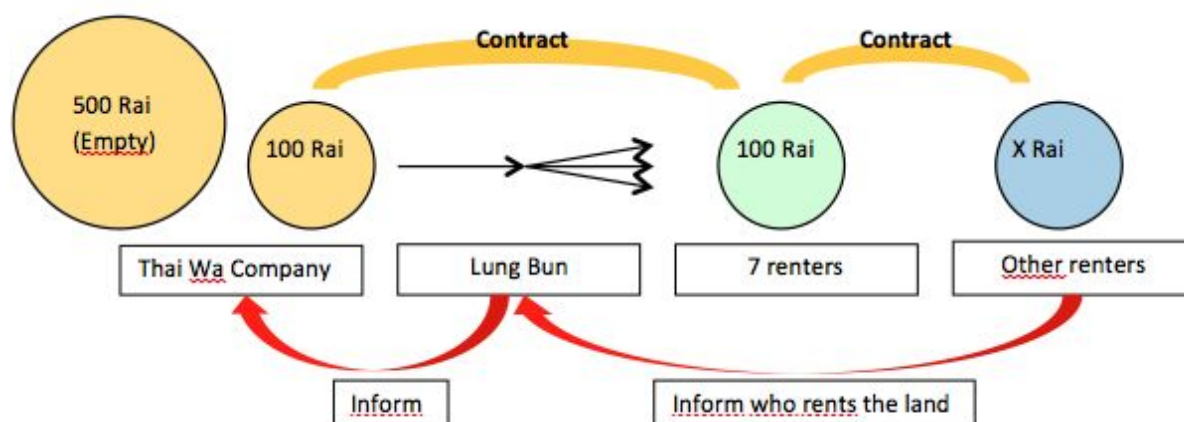 Contract
Contract
500 Rai
(Empty)
100 Rai
100 Rai
X Rai
Thai Wa Company
Lung Bun
7 renters
Other renters
Inform
Inform who rents the land